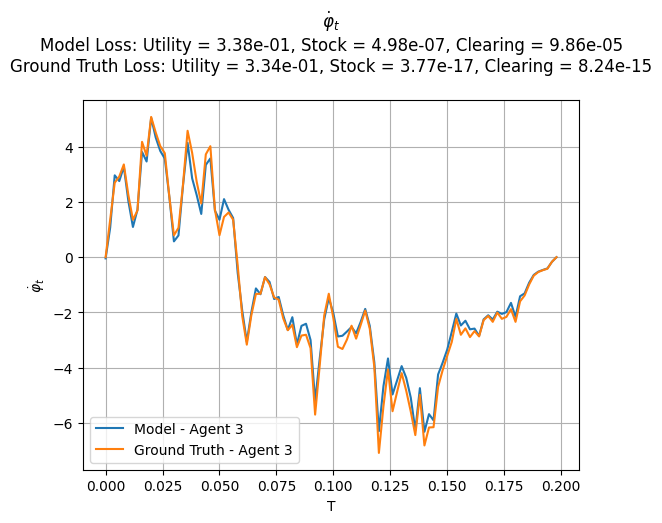 φ̇ₜ
Model Loss: Utility = 3.38e-01, Stock = 4.98e-07, Clearing = 9.86e-05
Ground Truth Loss: Utility = 3.34e-01, Stock = 3.77e-17, Clearing = 8.24e-15
4
2
0
−2
−4
−6
φ̇ₜ
Model - Agent 3
Ground Truth - Agent 3
0.000 0.025 0.050 0.075 0.100 0.125 0.150 0.175 0.200
T